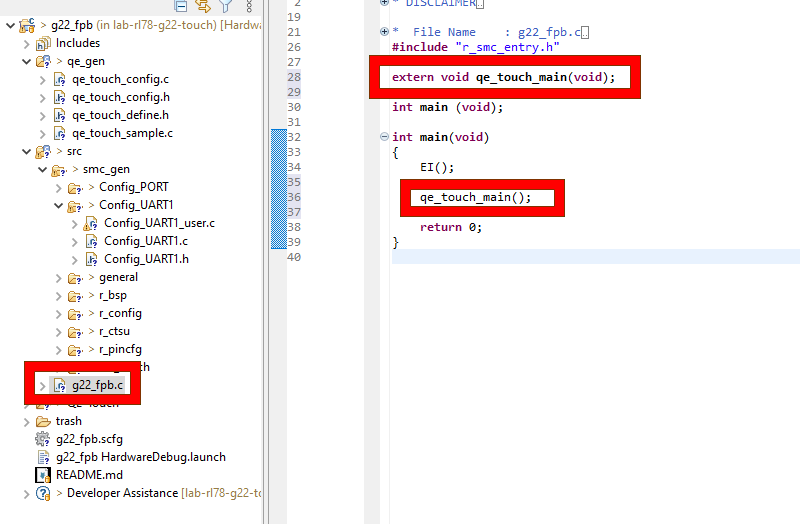 g22_fpb (in lab-rl78-g22-touch) [Hardw
Includes
> qe_gen
qe_touch_config.c
qe_touch_config.h
qe_touch_define.h
qe_touch_sample.c
> src
> smc_gen
> Config_PORT
> Config_UART1
> Config_UART1_user.c
Config_UART1.c
Config_UART1.h
> general
> r_bsp
> r_config
> r_ctsu
> r_pincfg
g22_fpb.c
trash
g22_fpb.scfg
g22_fpb HardwareDebug.launch
README.md
> Developer Assistance [lab-rl78-g22-to
2 * DISCLAIMER
19
21 * File Name : g22_fpb.c
26 #include "r_smc_entry.h"
27
28 extern void qe_touch_main(void);
29
30 int main (void);
31
32 int main(void)
33 {
34 EI();
35
36 qe_touch_main();
37
38 return 0;
39 }
40